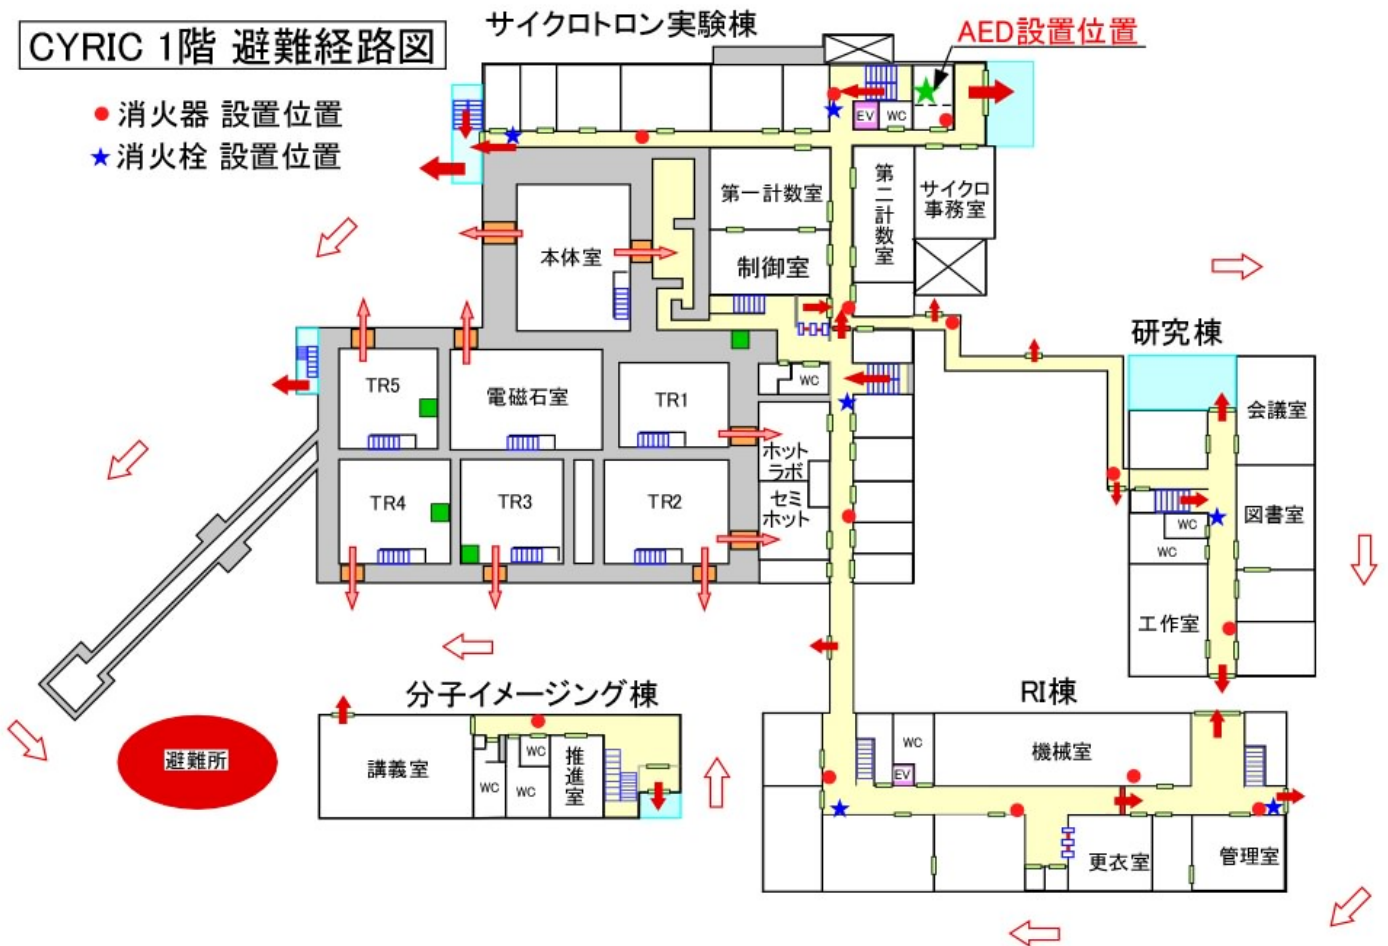 サイクロトロン実験棟
CYRIC 1階 避難経路図
AED設置位置
消火器 設置位置
消火栓 設置位置
EV
WC
第一計数室
第二計数室
サイクロ
事務室
本体室
制御室
研究棟
TR5
電磁石室
TR1
WC
会議室
ホット
ラボ
TR4
TR3
TR2
セミ
ホット
図書室
WC
WC
工作室
分子イメージング棟
RI棟
避難所
講義室
WC
WC
WC
推進室
WC
EV
機械室
更衣室
管理室